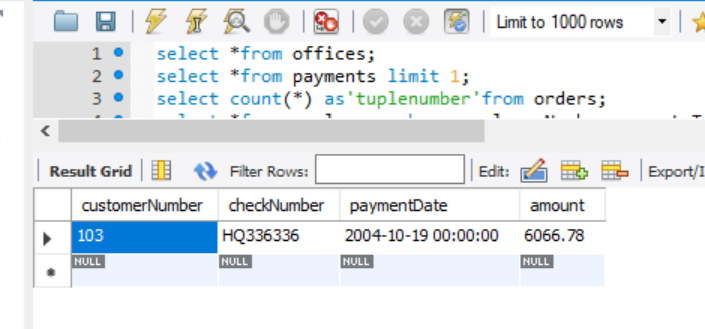 Limit to 1000 rows
1 select *from offices;
2 select *from payments limit 1;
3 select count(*) as'tuplenumber'from orders;
Result Grid Filter Rows: Edit: Export/I
customerNumber checkNumber paymentDate amount
103 HQ336336 2004-10-19 00:00:00 6066.78
NULL NULL NULL NULL